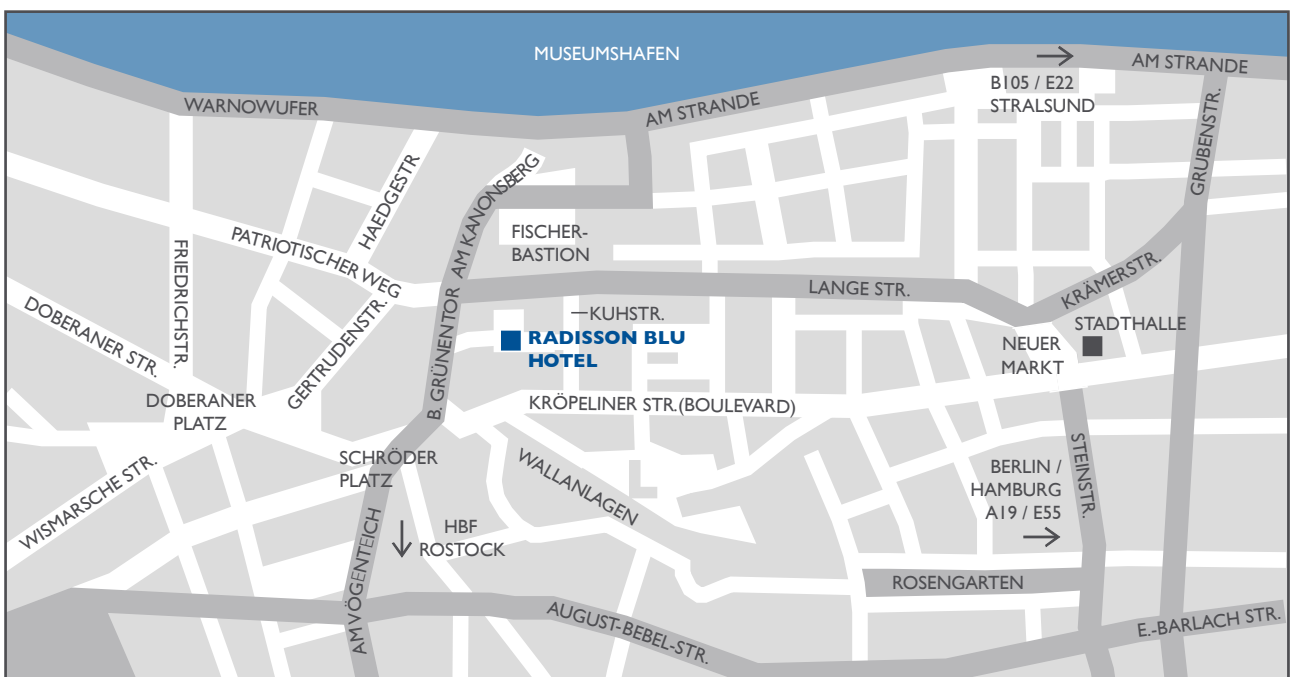 MUSEUMSHAFEN
AM STRANDE
B105 / E22
STRALSUND
WARNOWUFER
AM STRANDE
GRUBENSTR.
HAEDGESTR
AM KANONSBERG
PATRIOTISCHER WEG
FISCHER-
BASTION
FRIEDRICHSTR.
LANGE STR.
KRÄMERSTR.
DOBERANER STR.
GERTRUDENSTR.
B. GRÜNENTOR
KUHSTR.
RADISSON BLU
HOTEL
STADTHALLE
NEUER
MARKT
DOBERANER
PLATZ
KRÖPELINER STR.(BOULEVARD)
SCHRÖDER
PLATZ
WALLANLAGEN
STEINSTR.
WISMARSCHE STR.
BERLIN /
HAMBURG
A19 / E55
HBF
ROSTOCK
AM VÖGENTEICH
ROSENGARTEN
AUGUST-BEBEL-STR.
E.-BARLACH STR.